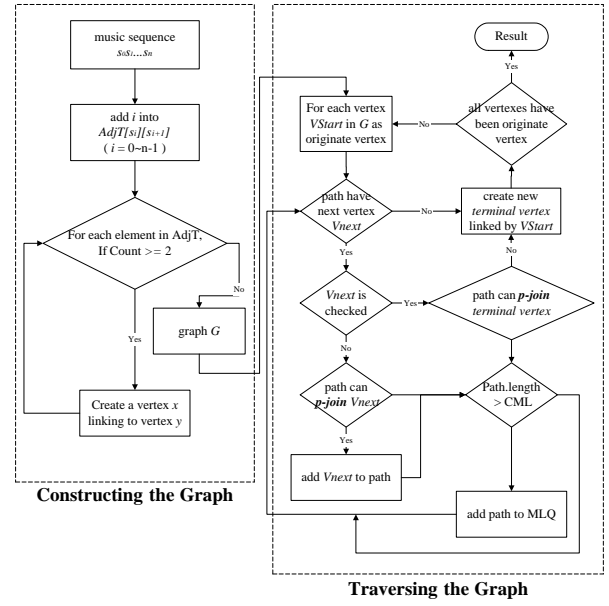 music sequence
s0si...sn
add i into
AdjT[si][si+1]
( i = 0~n-1 )
For each element in AdjT,
If Count >= 2
No
graph G
Yes
Create a vertex x
linking to vertex y
Constructing the Graph
Result
Yes
For each vertex
VStart in G as
originate vertex
No
all vertexes have
been originate
vertex
path have
next vertex
Vnext
No
create new
terminal vertex
linked by VStart
Yes
No
Vnext is
checked
Yes
path can p-join
terminal vertex
No
path can
p-join Vnext
Path.length
> CML
Yes
add Vnext to path
add path to MLQ
Traversing the Graph